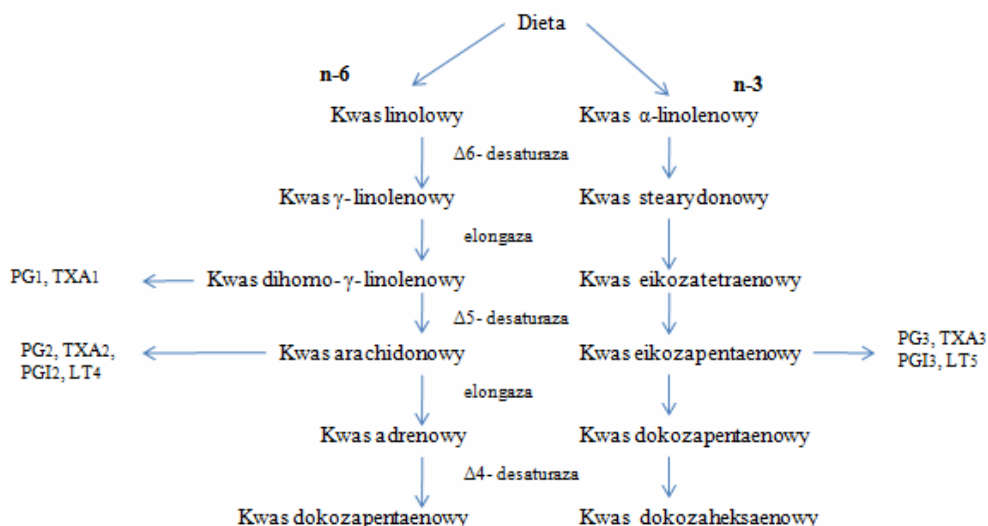 Dieta
n-6
n-3
Kwas linolowy
Kwas α-linolenowy
Δ6- desaturaza
Kwas γ- linolenowy
Kwas stearydonowy
elongaza
PG1, TXA1
Kwas dihomo- γ-linolenowy
Kwas eikozatetraenowy
Δ5- desaturaza
PG2, TXA2,
PGI2, LT4
Kwas arachidonowy
Kwas eikozapentaenowy
PG3, TXA3
PGI3, LT5
elongaza
Kwas adrenowy
Kwas dokozapentaenowy
Δ4- desaturaza
Kwas dokozapentaenowy
Kwas dokozaheksaenowy